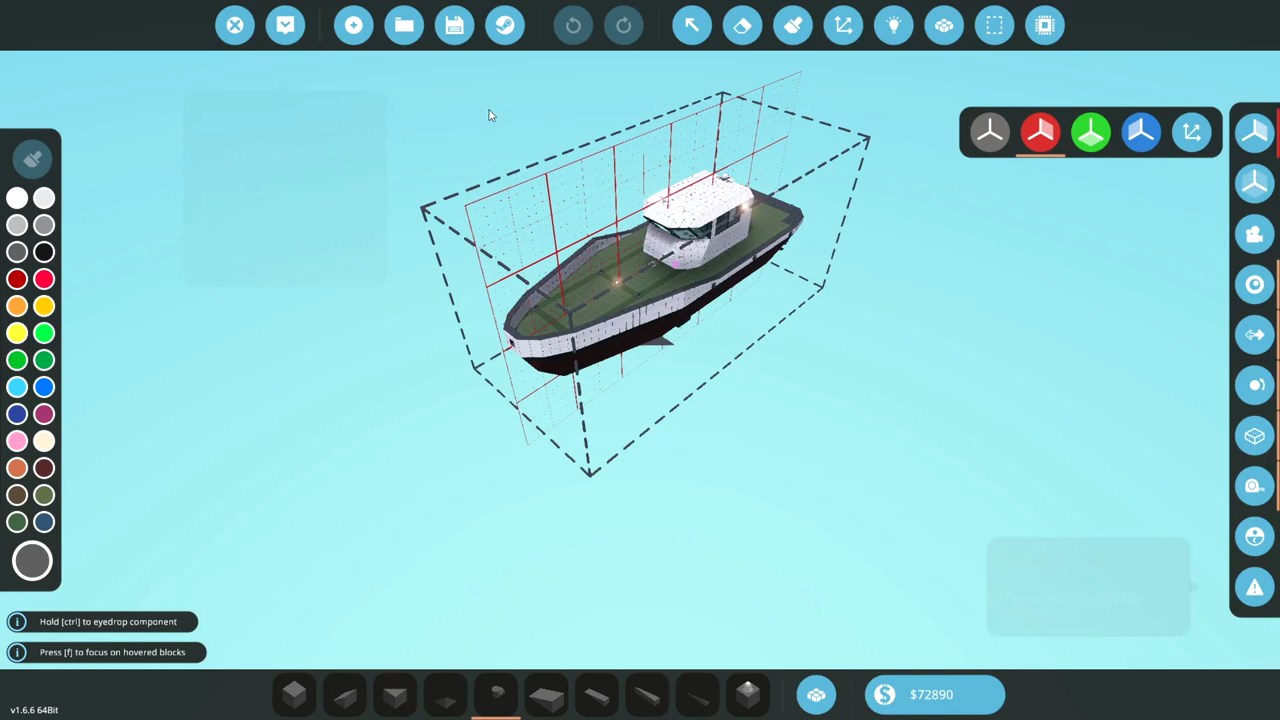 Hold [ctrl] to eyedrop component
Press [f] to focus on hovered blocks
$72890
v1.6.6 64Bit